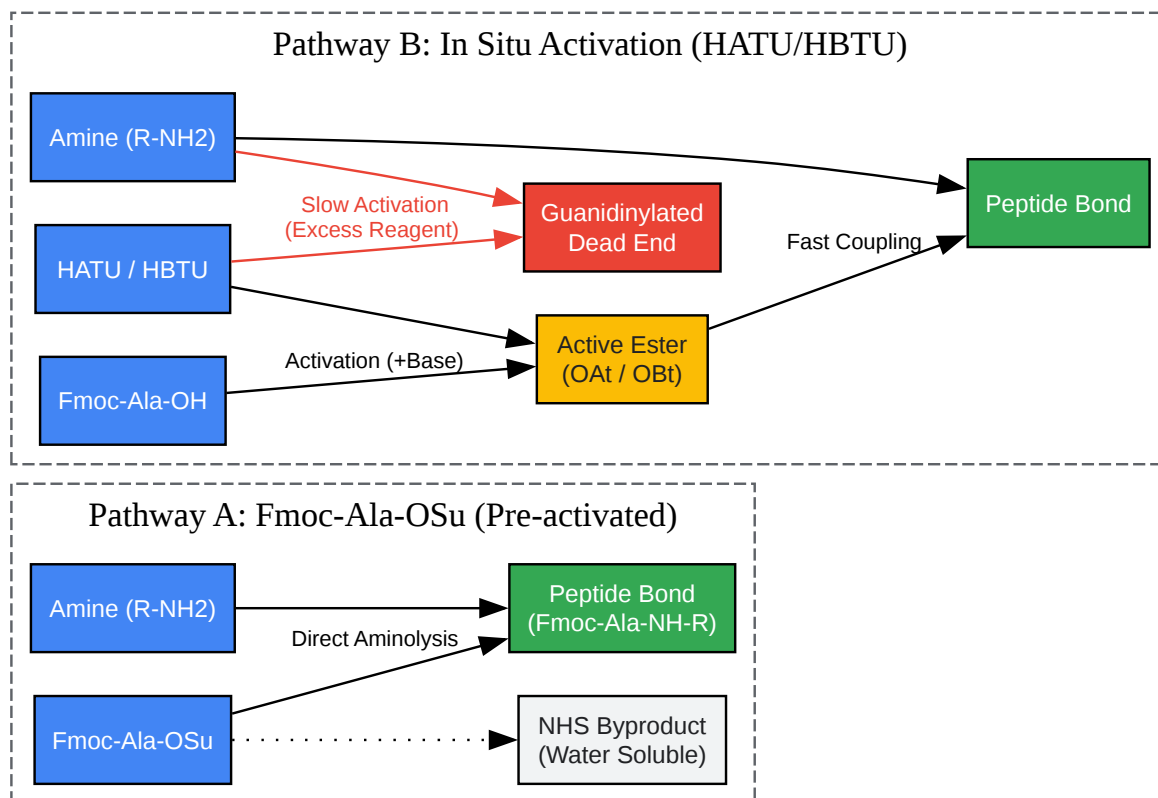 Pathway B: In Situ Activation (HATU/HBTU)
Amine (R-NH2)
Slow Activation
(Excess Reagent)
Guanidinylated
Dead End
Peptide Bond
HATU / HBTU
Fast Coupling
Activation (+Base)
Active Ester
(OAt / OBt)
Fmoc-Ala-OH
Pathway A: Fmoc-Ala-OSu (Pre-activated)
Amine (R-NH2)
Peptide Bond
(Fmoc-Ala-NH-R)
Direct Aminolysis
Fmoc-Ala-OSu
NHS Byproduct
(Water Soluble)